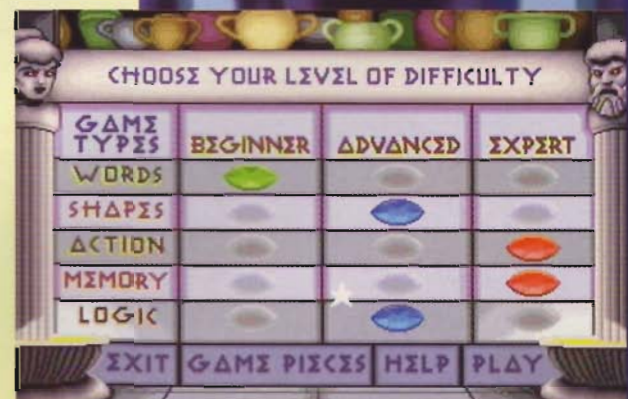 CHOOSE YOUR LEVEL OF DIFFICULTY
GAME TYPES BEGINNER ADVANCED EXPERT
WORDS
SHAPES
ACTION
MEMORY
LOGIC
EXIT GAME PIECES HELP PLAY